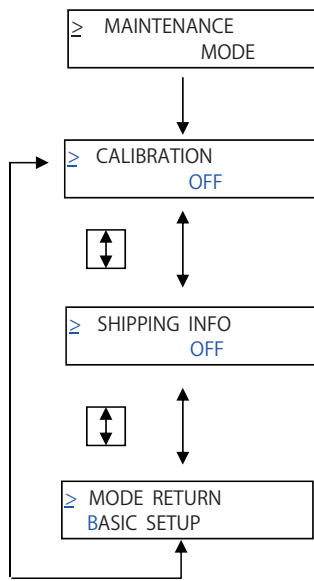 > MAINTENANCE
MODE
> CALIBRATION
OFF
> SHIPPING INFO
OFF
> MODE RETURN
BASIC SETUP